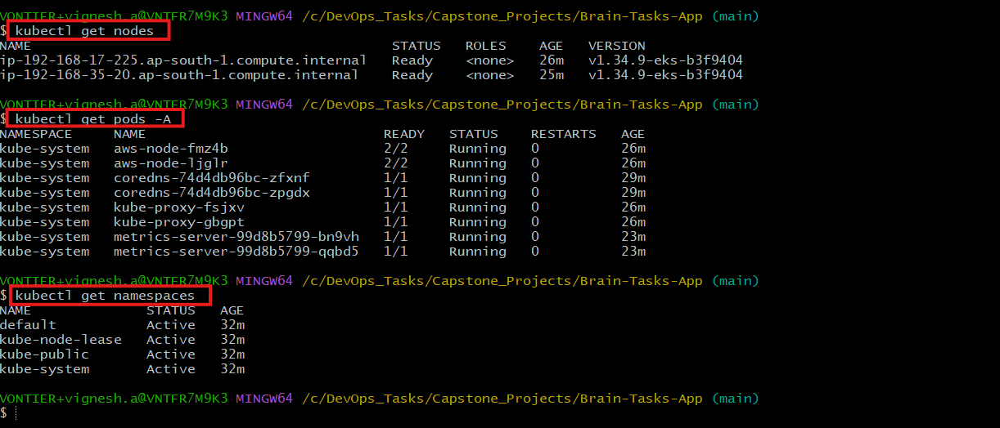 VONTIER+vignesh.a@VNTFR7M9K3 MINGW64 /c/DevOps_Tasks/Capstone_Projects/Brain-Tasks-App (main)
$ kubectl get nodes
NAME STATUS ROLES AGE VERSION
ip-192-168-17-225.ap-south-1.compute.internal Ready <none> 26m v1.34.9-eks-b3f9404
ip-192-168-35-20.ap-south-1.compute.internal Ready <none> 25m v1.34.9-eks-b3f9404
VONTIER+vignesh.a@VNTFR7M9K3 MINGW64 /c/DevOps_Tasks/Capstone_Projects/Brain-Tasks-App (main)
$ kubectl get pods -A
NAMESPACE NAME READY STATUS RESTARTS AGE
kube-system aws-node-fmz4b 2/2 Running 0 26m
kube-system aws-node-ljglr 2/2 Running 0 26m
kube-system coredns-74d4db96bc-zfxnf 1/1 Running 0 29m
kube-system coredns-74d4db96bc-zpgdx 1/1 Running 0 29m
kube-system kube-proxy-fsjxv 1/1 Running 0 26m
kube-system kube-proxy-gbgpt 1/1 Running 0 26m
kube-system metrics-server-99d8b5799-bn9vh 1/1 Running 0 23m
kube-system metrics-server-99d8b5799-qqbd5 1/1 Running 0 23m
VONTIER+vignesh.a@VNTFR7M9K3 MINGW64 /c/DevOps_Tasks/Capstone_Projects/Brain-Tasks-App (main)
$ kubectl get namespaces
NAME STATUS AGE
default Active 32m
kube-node-lease Active 32m
kube-public Active 32m
kube-system Active 32m
VONTIER+vignesh.a@VNTFR7M9K3 MINGW64 /c/DevOps_Tasks/Capstone_Projects/Brain-Tasks-App (main)
$